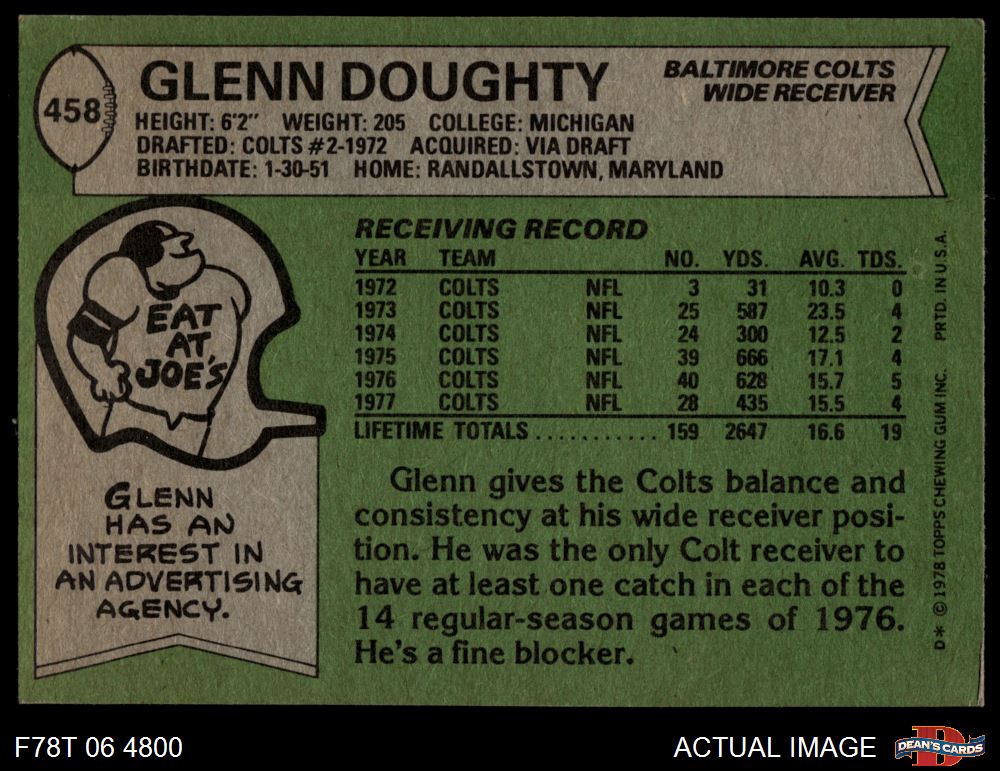 458
GLENN DOUGHTY
BALTIMORE COLTS
WIDE RECEIVER
HEIGHT: 6'2" WEIGHT: 205 COLLEGE: MICHIGAN
DRAFTED: COLTS #2-1972 ACQUIRED: VIA DRAFT
BIRTHDATE: 1-30-51 HOME: RANDALLSTOWN, MARYLAND
EAT
AT
JOE'S
GLENN
HAS AN
INTEREST IN
AN ADVERTISING
AGENCY.
RECEIVING RECORD
YEAR TEAM NO. YDS. AVG. TDS.
1972 COLTS NFL 3 31 10.3 0
1973 COLTS NFL 25 587 23.5 4
1974 COLTS NFL 24 300 12.5 2
1975 COLTS NFL 39 666 17.1 4
1976 COLTS NFL 40 628 15.7 5
1977 COLTS NFL 28 435 15.5 4
LIFETIME TOTALS........... 159 2647 16.6 19
Glenn gives the Colts balance and
consistency at his wide receiver posi-
tion. He was the only Colt receiver to
have at least one catch in each of the
14 regular-season games of 1976.
He's a fine blocker.
D* © 1978 TOPPS CHEWING GUM INC. PRTD. IN U.S.A.
F78T 06 4800
ACTUAL IMAGE
DEAN'S CARDS